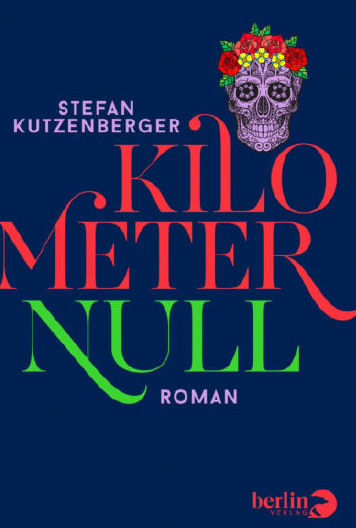 STEFAN
KUTZENBERGER
KILO
METER
NULL
ROMAN
berlin
VERLAG